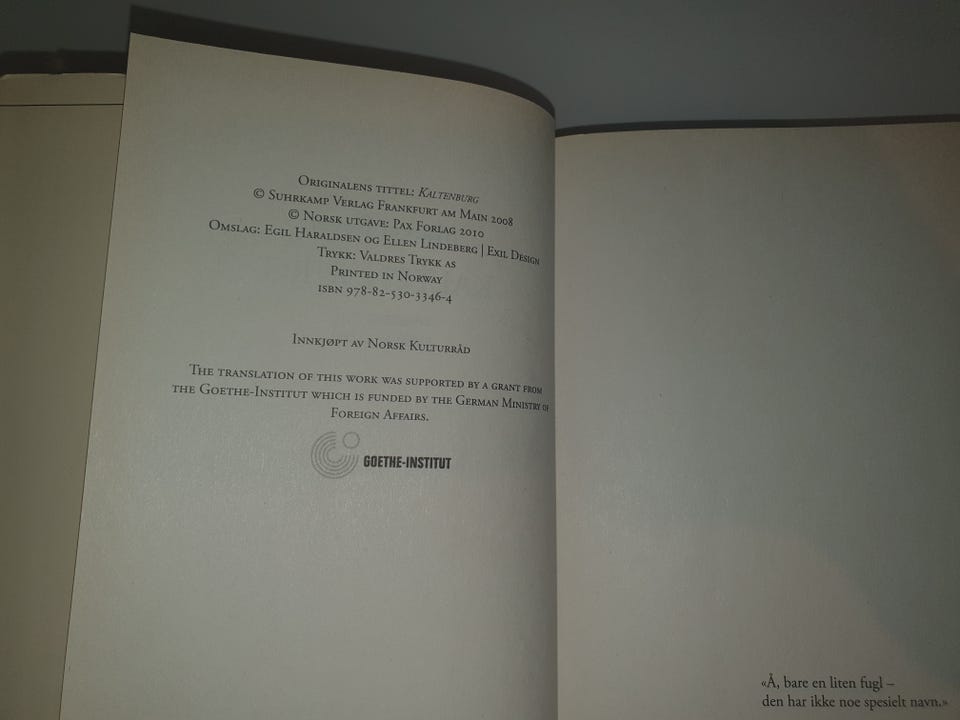 Originalens tittel: Kaltenburg
© Suhrkamp Verlag Frankfurt am Main 2008
© Norsk utgave: Pax Forlag 2010
Omslag: Egil Haraldsen og Ellen Lindeberg | Exil Design
Trykk: Valdres Trykk as
Printed in Norway
isbn 978-82-530-3346-4
Innkjøpt av Norsk Kulturråd
The translation of this work was supported by a grant from
the Goethe-Institut which is funded by the German Ministry of
Foreign Affairs.
GOETHE-INSTITUT
«Å, bare en liten fugl –
den har ikke noe spesielt navn.»